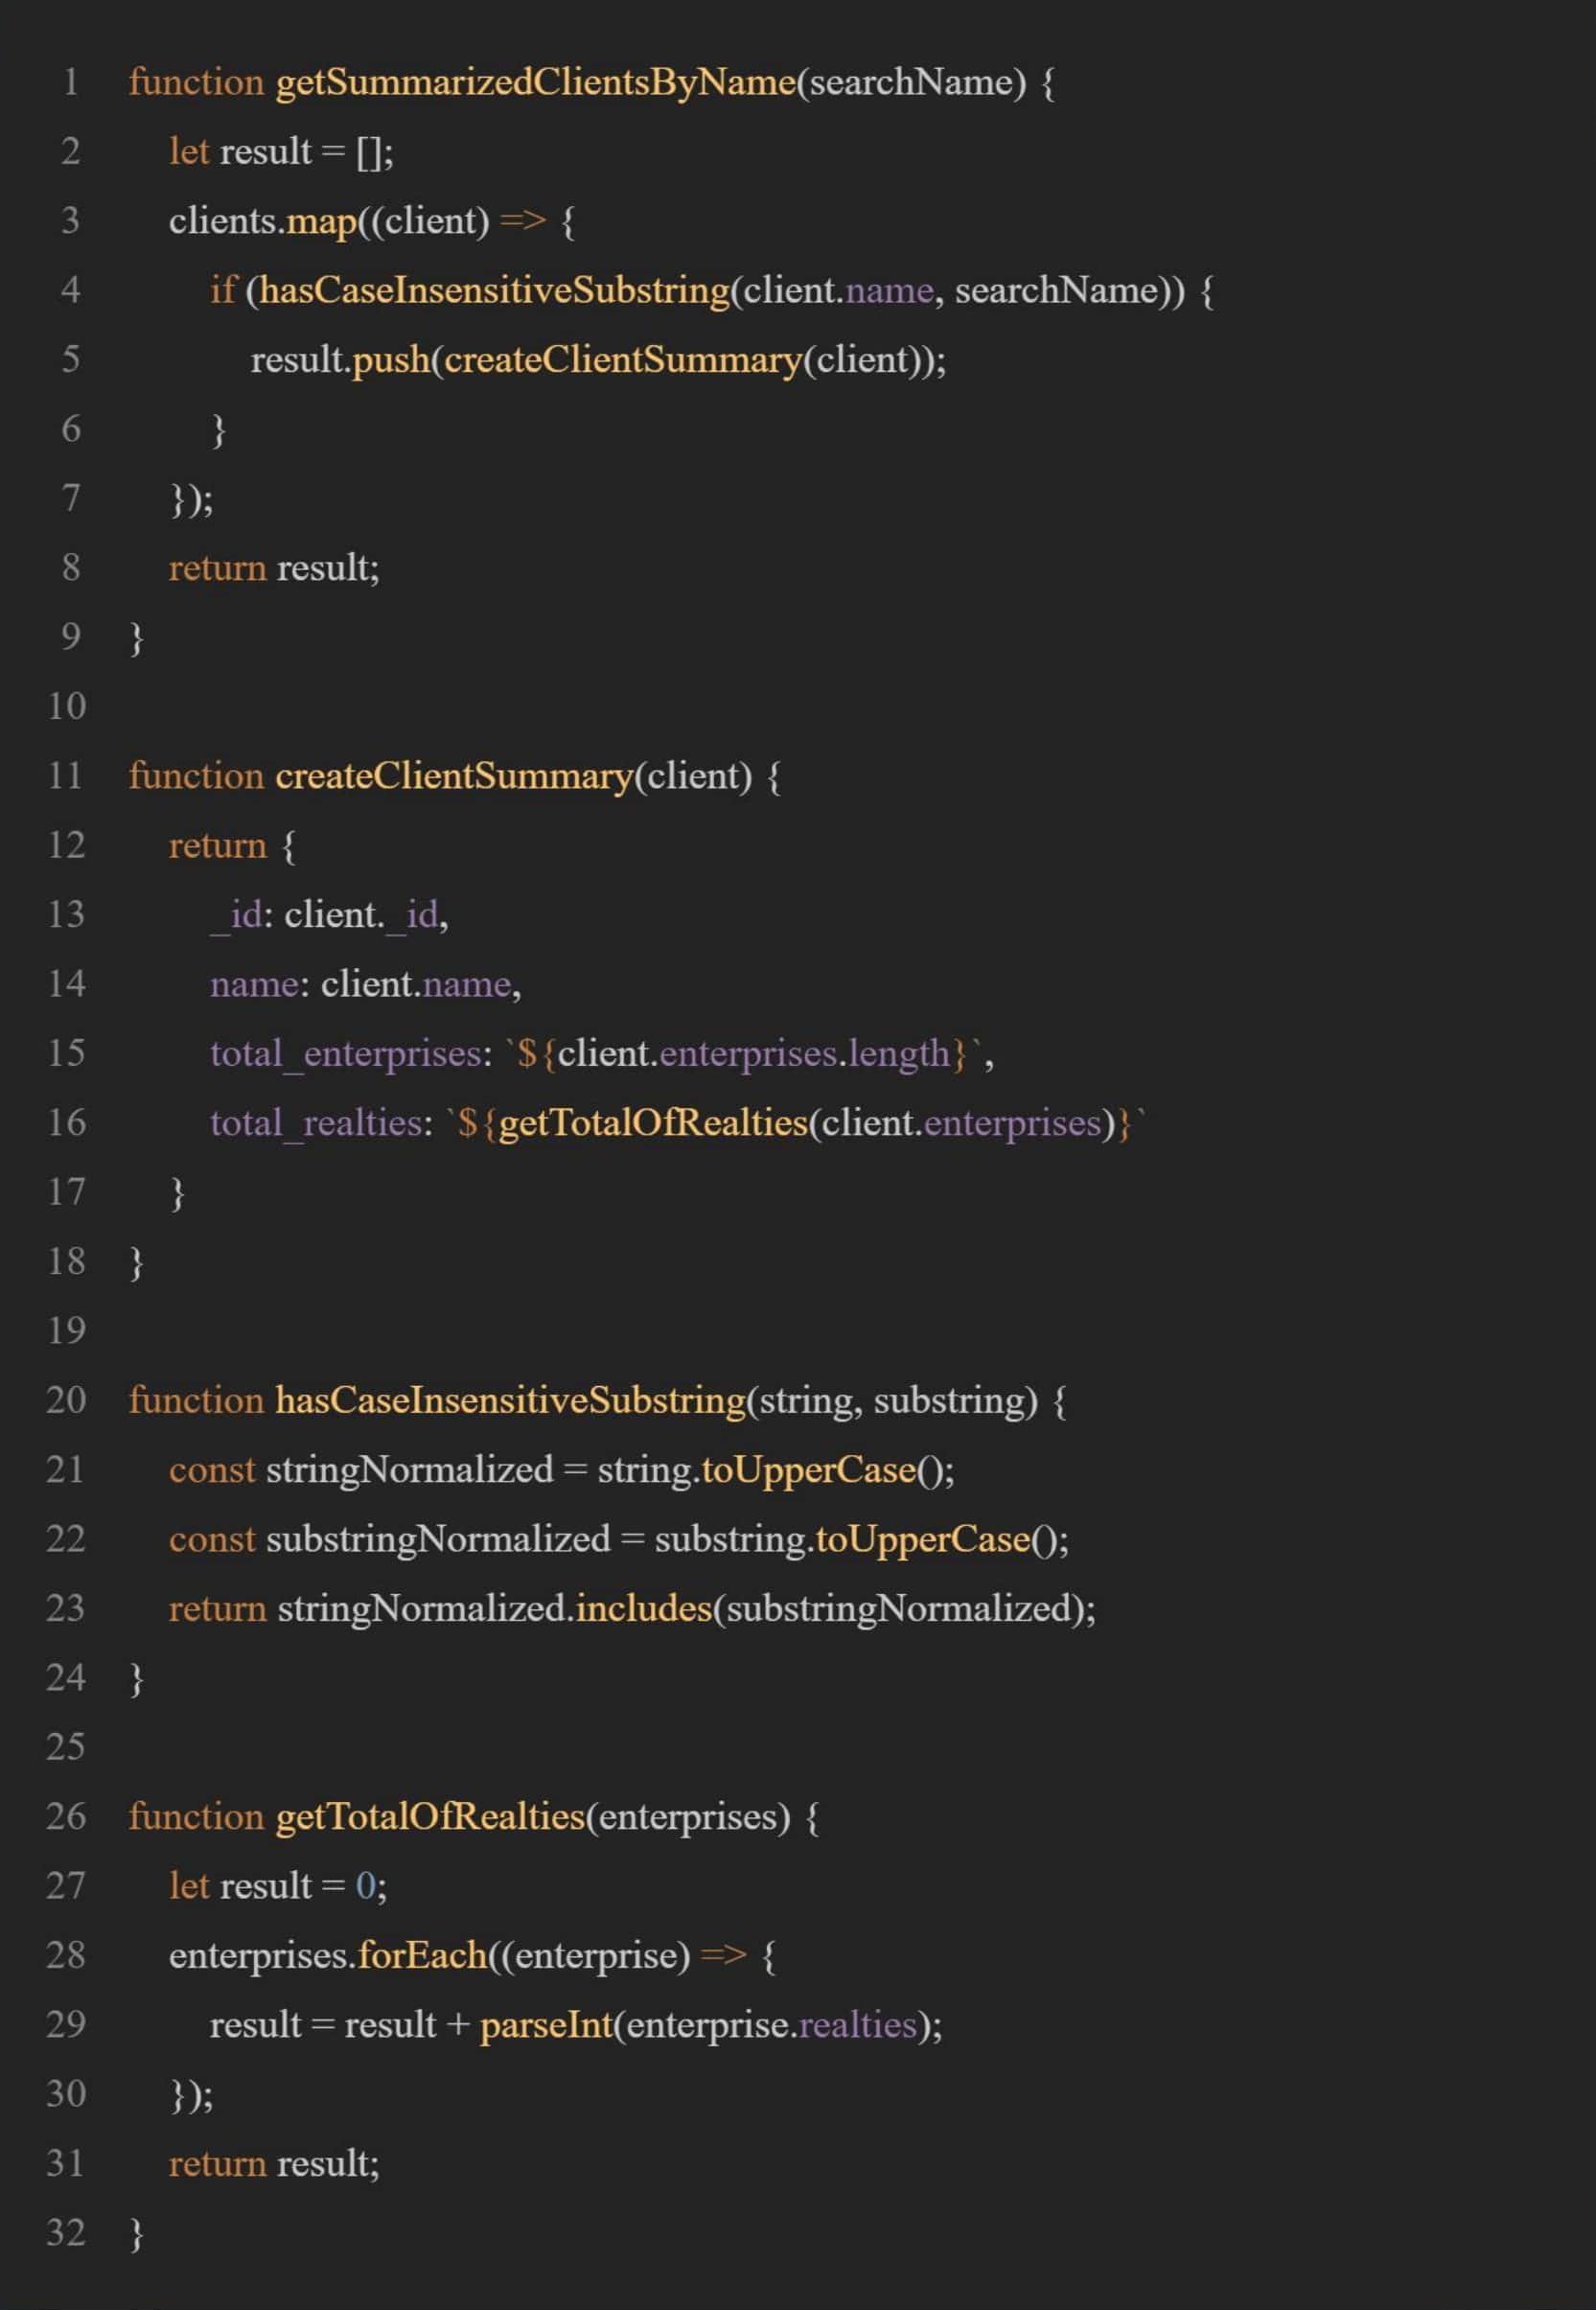 1 function getSummarizedClientsByName(searchName) {
2 let result = [];
3 clients.map((client) => {
4 if (hasCaseInsensitiveSubstring(client.name, searchName)) {
5 result.push(createClientSummary(client));
6 }
7 });
8 return result;
9 }
10
11 function createClientSummary(client) {
12 return {
13 _id: client._id,
14 name: client.name,
15 total_enterprises: `${client.enterprises.length}`,
16 total_realties: `${getTotalOfRealties(client.enterprises)}`
17 }
18 }
19
20 function hasCaseInsensitiveSubstring(string, substring) {
21 const stringNormalized = string.toUpperCase();
22 const substringNormalized = substring.toUpperCase();
23 return stringNormalized.includes(substringNormalized);
24 }
25
26 function getTotalOfRealties(enterprises) {
27 let result = 0;
28 enterprises.forEach((enterprise) => {
29 result = result + parseInt(enterprise.realties);
30 });
31 return result;
32 }